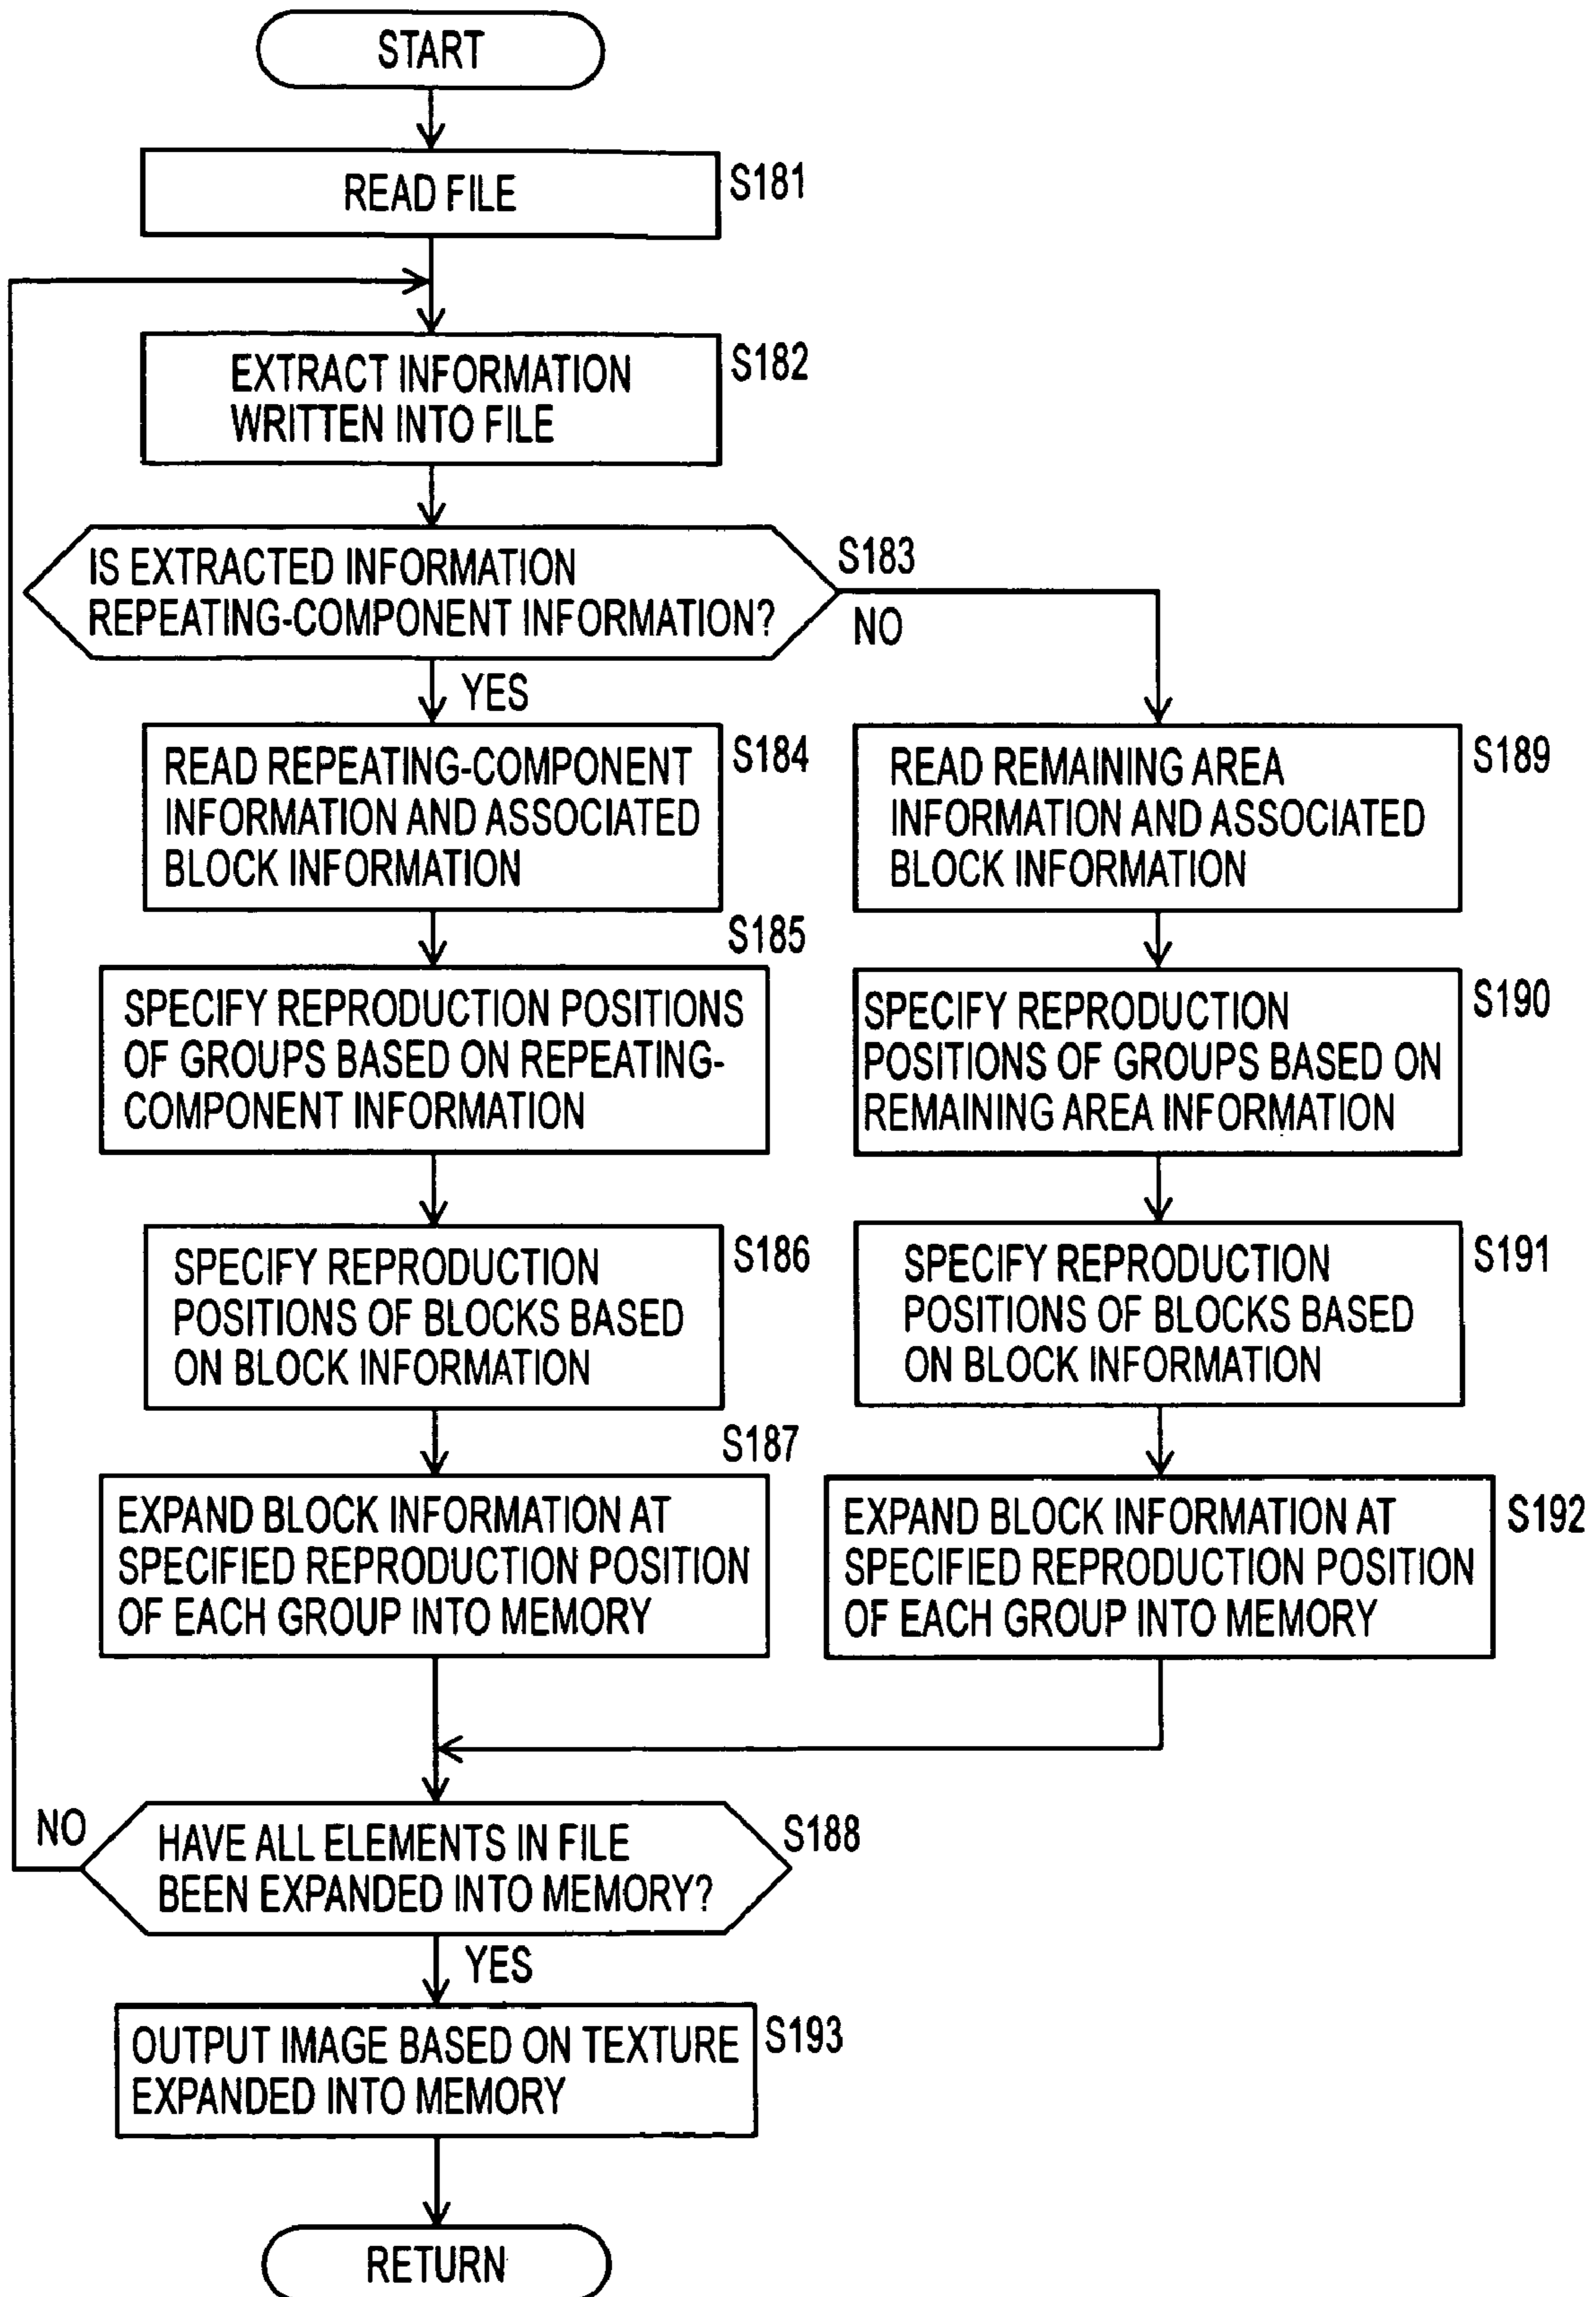 START
READ FILE
S181
EXTRACT INFORMATION
WRITTEN INTO FILE
S182
IS EXTRACTED INFORMATION
REPEATING-COMPONENT INFORMATION?
S183
NO
YES
READ REPEATING-COMPONENT
INFORMATION AND ASSOCIATED
BLOCK INFORMATION
S184
READ REMAINING AREA
INFORMATION AND ASSOCIATED
BLOCK INFORMATION
S189
S185
SPECIFY REPRODUCTION POSITIONS
OF GROUPS BASED ON REPEATING-
COMPONENT INFORMATION
SPECIFY REPRODUCTION
POSITIONS OF GROUPS BASED ON
REMAINING AREA INFORMATION
S190
SPECIFY REPRODUCTION
POSITIONS OF BLOCKS BASED
ON BLOCK INFORMATION
S186
SPECIFY REPRODUCTION
POSITIONS OF BLOCKS BASED
ON BLOCK INFORMATION
S191
S187
EXPAND BLOCK INFORMATION AT
SPECIFIED REPRODUCTION POSITION
OF EACH GROUP INTO MEMORY
EXPAND BLOCK INFORMATION AT
SPECIFIED REPRODUCTION POSITION
OF EACH GROUP INTO MEMORY
S192
NO
HAVE ALL ELEMENTS IN FILE
BEEN EXPANDED INTO MEMORY?
S188
YES
OUTPUT IMAGE BASED ON TEXTURE
EXPANDED INTO MEMORY
S193
RETURN